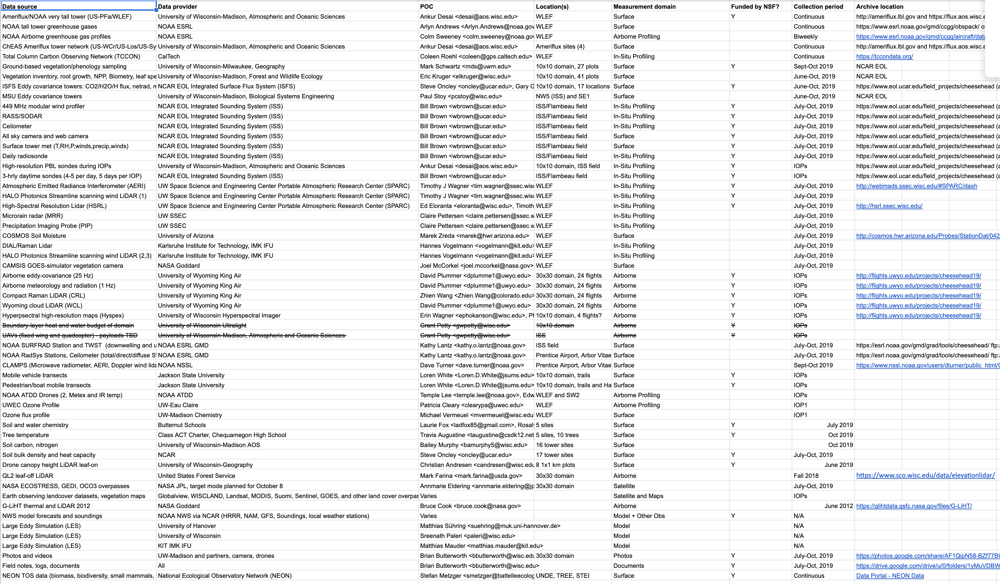 Data source Data provider POC Location(s) Measurement domain Funded by NSF? Collection period Archive location
Ameriflux/NOAA very tall tower (US-PFa/WLEF) University of Wisconsin-Madison, Atmospheric and Oceanic Sciences Ankur Desai <desai@aos.wisc.edu> WLEF Surface Y Continuous http://ameriflux.lbl.gov and https://flux.aos.wisc.e
NOAA tall tower greenhouse gases NOAA ESRL Arlyn Andrews <Arlyn.Andrews@noaa.gov WLEF Surface Continuous https://www.esrl.noaa.gov/gmd/ccgg/obspack/ o
NOAA Airborne greenhouse gas profiles NOAA ESRL Colm Sweeney <colm.sweeney@noaa.gov WLEF Airborne Profiling Biweekly https://www.esrl.noaa.gov/gmd/ccgg/aircraft/data
ChEAS Ameriflux tower network (US-WCr/US-Los/US-Sy University of Wisconsin-Madison, Atmospheric and Oceanic Sciences Ankur Desai <desai@aos.wisc.edu> Ameriflux sites (4) Surface Continuous http://ameriflux.lbl.gov and https://flux.aos.wisc.e
Total Column Carbon Observing Network (TCCON) CalTech Coleen Roehl <coleen@gps.caltech.edu> WLEF In-Situ Profiling Continuous https://tccondata.org/
Ground-based vegetation/phenology sampling University of Wisconsin-Milwaukee, Geography Mark Schwartz <mds@uwm.edu> 10x10 domain, 27 plots Surface Y Sept-Oct 2019 NCAR EOL
Vegetation inventory, root growth, NPP, Biometry, leaf spe University of Wiconisn-Madison, Forest and Wildlife Ecology Eric Kruger <elkruger@wisc.edu> 10x10 domain, 41 plots Surface June-Oct, 2019 NCAR EOL
ISFS Eddy covariance towers: CO2/H2O/H flux, netrad, m NCAR EOL Integrated Surface Flux System (ISFS) Steve Oncley <oncley@ucar.edu>, Gary G 10x10 domain, 17 locations Surface Y June-Oct, 2019 https://www.eol.ucar.edu/field_projects/cheesehead (a
MSU Eddy covariance towers University of Wisconsin-Madison, Biological Systems Engineering Paul Stoy <pcstoy@wisc.edu> NW5 (ISS) and SE1 Surface June-Oct, 2019 NCAR EOL
449 MHz modular wind profiler NCAR EOL Integrated Sounding System (ISS) Bill Brown <wbrown@ucar.edu> ISS/Flambeau field In-Situ Profiling Y July-Oct, 2019 https://www.eol.ucar.edu/field_projects/cheesehead (a
RASS/SODAR NCAR EOL Integrated Sounding System (ISS) Bill Brown <wbrown@ucar.edu> ISS/Flambeau field In-Situ Profiling Y July-Oct, 2019 https://www.eol.ucar.edu/field_projects/cheesehead (a
Ceilometer NCAR EOL Integrated Sounding System (ISS) Bill Brown <wbrown@ucar.edu> ISS/Flambeau field In-Situ Profiling Y July-Oct, 2019 https://www.eol.ucar.edu/field_projects/cheesehead (a
All sky camera and web camera NCAR EOL Integrated Sounding System (ISS) Bill Brown <wbrown@ucar.edu> ISS/Flambeau field Surface Y July-Oct, 2019 https://www.eol.ucar.edu/field_projects/cheesehead (a
Surface tower met (T,RH,P,winds,precip,winds) NCAR EOL Integrated Sounding System (ISS) Bill Brown <wbrown@ucar.edu> ISS/Flambeau field Surface Y July-Oct, 2019 https://www.eol.ucar.edu/field_projects/cheesehead (a
Daily radiosonde NCAR EOL Integrated Sounding System (ISS) Bill Brown <wbrown@ucar.edu> ISS/Flambeau field In-Situ Profiling Y July-Oct, 2019 https://www.eol.ucar.edu/field_projects/cheesehead (a
High-resolution PBL sondes during IOPs University of Wisconsin-Madison, Atmospheric and Oceanic Sciences Ankur Desai <desai@aos.wisc.edu> 10x10 domain, ISS field In-Situ Profiling Y IOPs https://www.eol.ucar.edu/field_projects/cheesehead (a
3-hrly daytime sondes (4-5 per day, 5 days per IOP) NCAR EOL Integrated Sounding System (ISS) Bill Brown <wbrown@ucar.edu> ISS/Flambeau field In-Situ Profiling Y IOPs https://www.eol.ucar.edu/field_projects/cheesehead (a
Atmospheric Emitted Radiance Interferometer (AERI) UW Space Science and Engineering Center Portable Atmospheric Research Center (SPARC) Timothy J Wagner <tim.wagner@ssec.wisc WLEF In-Situ Profiling Y July-Oct, 2019 http://webmads.ssec.wisc.edu/#SPARC/dash
HALO Photonics Streamline scanning wind LiDAR (1) UW Space Science and Engineering Center Portable Atmospheric Research Center (SPARC) Timothy J Wagner <tim.wagner@ssec.wisc WLEF In-Situ Profiling Y July-Oct, 2019
High-Spectral Resolution Lidar (HSRL) UW Space Science and Engineering Center Portable Atmospheric Research Center (SPARC) Ed Eloranta <eloranta@wisc.edu>, Timoth WLEF In-Situ Profiling Y July-Oct, 2019 http://hsrl.ssec.wisc.edu/
Microrain radar (MRR) UW SSEC Claire Pettersen <claire.pettersen@ssec.w WLEF In-Situ Profiling July-Oct, 2019
Precipitation Imaging Probe (PIP) UW SSEC Claire Pettersen <claire.pettersen@ssec.w WLEF In-Situ Profiling July-Oct, 2019
COSMOS Soil Moisture University of Arizona Marek Zreda <marek@hwr.arizona.edu> WLEF Surface July-Oct, 2019 http://cosmos.hwr.arizona.edu/Probes/StationDat/042
DIAL/Raman Lidar Karlsruhe Institute for Technology, IMK IFU Hannes Vogelmann <vogelmann@kit.edu> WLEF In-Situ Profiling July-Oct, 2019
HALO Photonics Streamline scanning wind LiDAR (2,3) Karlsruhe Institute for Technology, IMK IFU Hannes Vogelmann <vogelmann@kit.edu> WLEF In-Situ Profiling July-Oct, 2019
CAMSIS GOES-simulator vegetation camera NASA Goddard Joel McCorkel <joel.mccorkel@nasa.gov> WLEF Surface July-Oct, 2019
Airborne eddy-covariance (25 Hz) University of Wyoming King Air David Plummer <dplumme1@uwyo.edu> 30x30 domain, 24 flights Airborne Y IOPs http://flights.uwyo.edu/projects/cheesehead19/
Airborne meteorology and radiation (1 Hz) University of Wyoming King Air David Plummer <dplumme1@uwyo.edu> 30x30 domain, 24 flights Airborne Y IOPs http://flights.uwyo.edu/projects/cheesehead19/
Compact Raman LiDAR (CRL) University of Wyoming King Air Zhien Wang <Zhien.Wang@colorado.edu> 30x30 domain, 24 flights Airborne Y IOPs http://flights.uwyo.edu/projects/cheesehead19/
Wyoming cloud LiDAR (WCL) University of Wyoming King Air David Plummer <dplumme1@uwyo.edu> 30x30 domain, 24 flights Airborne Y IOPs http://flights.uwyo.edu/projects/cheesehead19/
Hyperpsectral high-resolution maps (Hyspex) University of Wisconsin Hyperspectral Imager Erin Wagner <ephokanson@wisc.edu>, Ph 10x10 domain, 4 flights? Airborne Y IOPs http://flights.uwyo.edu/projects/cheesehead19/
Boundary-layer heat and water budget of domain University of Wisconsin Ultralight Grant Petty <gwpetty@wisc.edu> 10x10 domain Airborne Y IOPs
UAVs (fixed wing and quadcopter) - payloads TBD University of Wisconsin-Madison, Atmospheric and Oceanic Sciences Grant Petty <gwpetty@wisc.edu> ISS Airborne Y IOPs
NOAA SURFRAD Station and TWST (downwelling and u NOAA ESRL GMD Kathy Lantz <kathy.o.lantz@noaa.gov> ISS field Surface July-Oct, 2019 https://esrl.noaa.gov/gmd/grad/tools/cheesehead/ ftp:/
NOAA RadSys Stations, Ceilometer (total/direct/diffuse S NOAA ESRL GMD Kathy Lantz <kathy.o.lantz@noaa.gov> Prentice Airport, Arbor Vitae Surface July-Oct, 2019 https://esrl.noaa.gov/gmd/grad/tools/cheesehead/ ftp:/
CLAMPS (Microwave radiometer, AERI, Doppler wind lida NOAA NSSL Dave Turner <dave.turner@noaa.gov> Prentice Airport, Arbor Vitae Surface Sept-Oct 2019 https://www.nssl.noaa.gov/users/dturner/public_html/C
Mobile vehicle transects Jackson State University Loren White <Loren.D.White@jsums.edu> 10x10 domain, trails Surface Y IOPs
Pedestrian/boat mobile transects Jackson State University Loren White <Loren.D.White@jsums.edu> 10x10 domain, trails and Ha Surface Y IOPs
NOAA ATDD Drones (2, Metex and IR temp) NOAA ATDD Temple Lee <temple.lee@noaa.gov>, Edw WLEF and SW2 Airborne Profiling IOPs
UWEC Ozone Profile UW-Eau Claire Patricia Cleary <clearypa@uwec.edu> WLEF Airborne Profiling IOP1
Ozone flux profile UW-Madison Chemistry Michael Vermeuel <mvermeuel@wisc.edu> WLEF Surface IOP1
Soil and water chemistry Butternut Schools Laurie Fox <ladfox85@gmail.com>, Rosaly 5 sites Surface Y July 2019
Tree temperature Class ACT Charter, Chequamegon High School Travis Augustine <taugustine@csdk12.net 5 sites, 10 trees Surface Y Oct 2019
Soil carbon, nitrogen University of Wisconsin-Madison AOS Bailey Murphy <bamurphy5@wisc.edu> 16 tower sites Surface Oct 2019
Soil bulk density and heat capacity NCAR Steve Oncley <oncley@ucar.edu> 17 tower sites Surface Y July-Oct, 2019
Drone canopy height LiDAR leaf-on University of Wisconsin-Geography Christian Andresen <candresen@wisc.edu 8 1x1 km plots Surface Y June 2019
QL2 leaf-off LiDAR United States Forest Service Mark Farina <mark.farina@usda.gov> 30x30 domain Airborne Fall 2018 https://www.sco.wisc.edu/data/elevationlidar/
NASA ECOSTRESS, GEDI, OCO3 overpasses NASA JPL, target mode planned for October 8 Annmarie Eldering <annmarie.eldering@jp 30x30 domain Satellite July-Oct, 2019
Earth observing landcover datasets, vegetation maps Globalview, WISCLAND, Landsat, MODIS, Suomi, Sentinel, GOES, and other land cover overpas Varies Satellite and Maps IOPs
G-LiHT thermal and LiDAR 2012 NASA Goddard Bruce Cook <bruce.cook@nasa.gov> Airborne June 2012 https://glihtdata.gsfc.nasa.gov/files/G-LiHT/
NWS model forecasts and soundings NOAA NWS via NCAR (HRRR, NAM, GFS, Soundings, local weather stations) Varies Model + Other Obs Y N/A
Large Eddy Simulation (LES) University of Hanover Matthias Sühring <suehring@muk.uni-hannover.de> Model N/A
Large Eddy Simulation (LES) University of Wisconsin Sreenath Paleri <paleri@wisc.edu> Model N/A
Large Eddy Simulation (LES) KIT IMK IFU Matthias Mauder <matthias.mauder@kit.edu> Model N/A
Photos and videos UW-Madison and partners, camera, drones Brian Butterworth <bbutterworth@wisc.edu 30x30 domain Photos Y July-Oct, 2019 https://photos.google.com/share/AF1QipN58-BZf77BC
Field notes, logs, documents All Brian Butterworth <bbutterworth@wisc.edu> Documents Y July-Oct, 2019 https://drive.google.com/drive/u/0/folders/1yMuVDBW
NEON TOS data (biomass, biodiversity, small mammals, National Ecological Observatory Network (NEON) Stefan Metzger <smetzger@battelleecolog UNDE, TREE, STEI Surface Y Continuous Data Portal - NEON Data